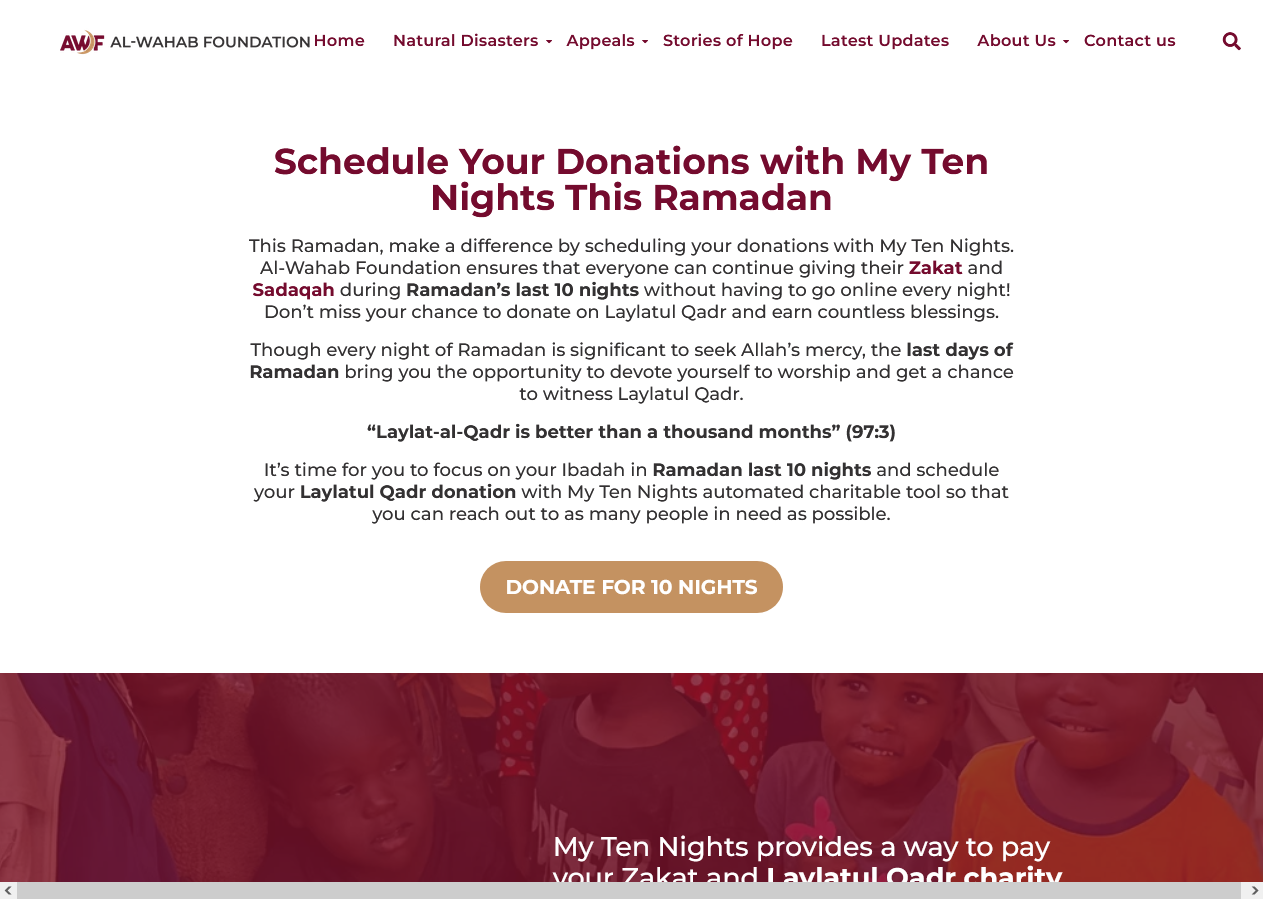 AWF AL-WAHAB FOUNDATION Home Natural Disasters Appeals Stories of Hope Latest Updates About Us Contact us
Schedule Your Donations with My Ten
Nights This Ramadan
This Ramadan, make a difference by scheduling your donations with My Ten Nights.
Al-Wahab Foundation ensures that everyone can continue giving their Zakat and
Sadaqah during Ramadan’s last 10 nights without having to go online every night!
Don’t miss your chance to donate on Laylatul Qadr and earn countless blessings.
Though every night of Ramadan is significant to seek Allah’s mercy, the last days of
Ramadan bring you the opportunity to devote yourself to worship and get a chance
to witness Laylatul Qadr.
“Laylat-al-Qadr is better than a thousand months” (97:3)
It’s time for you to focus on your Ibadah in Ramadan last 10 nights and schedule
your Laylatul Qadr donation with My Ten Nights automated charitable tool so that
you can reach out to as many people in need as possible.
DONATE FOR 10 NIGHTS
My Ten Nights provides a way to pay
your Zakat and Laylatul Qadr charity